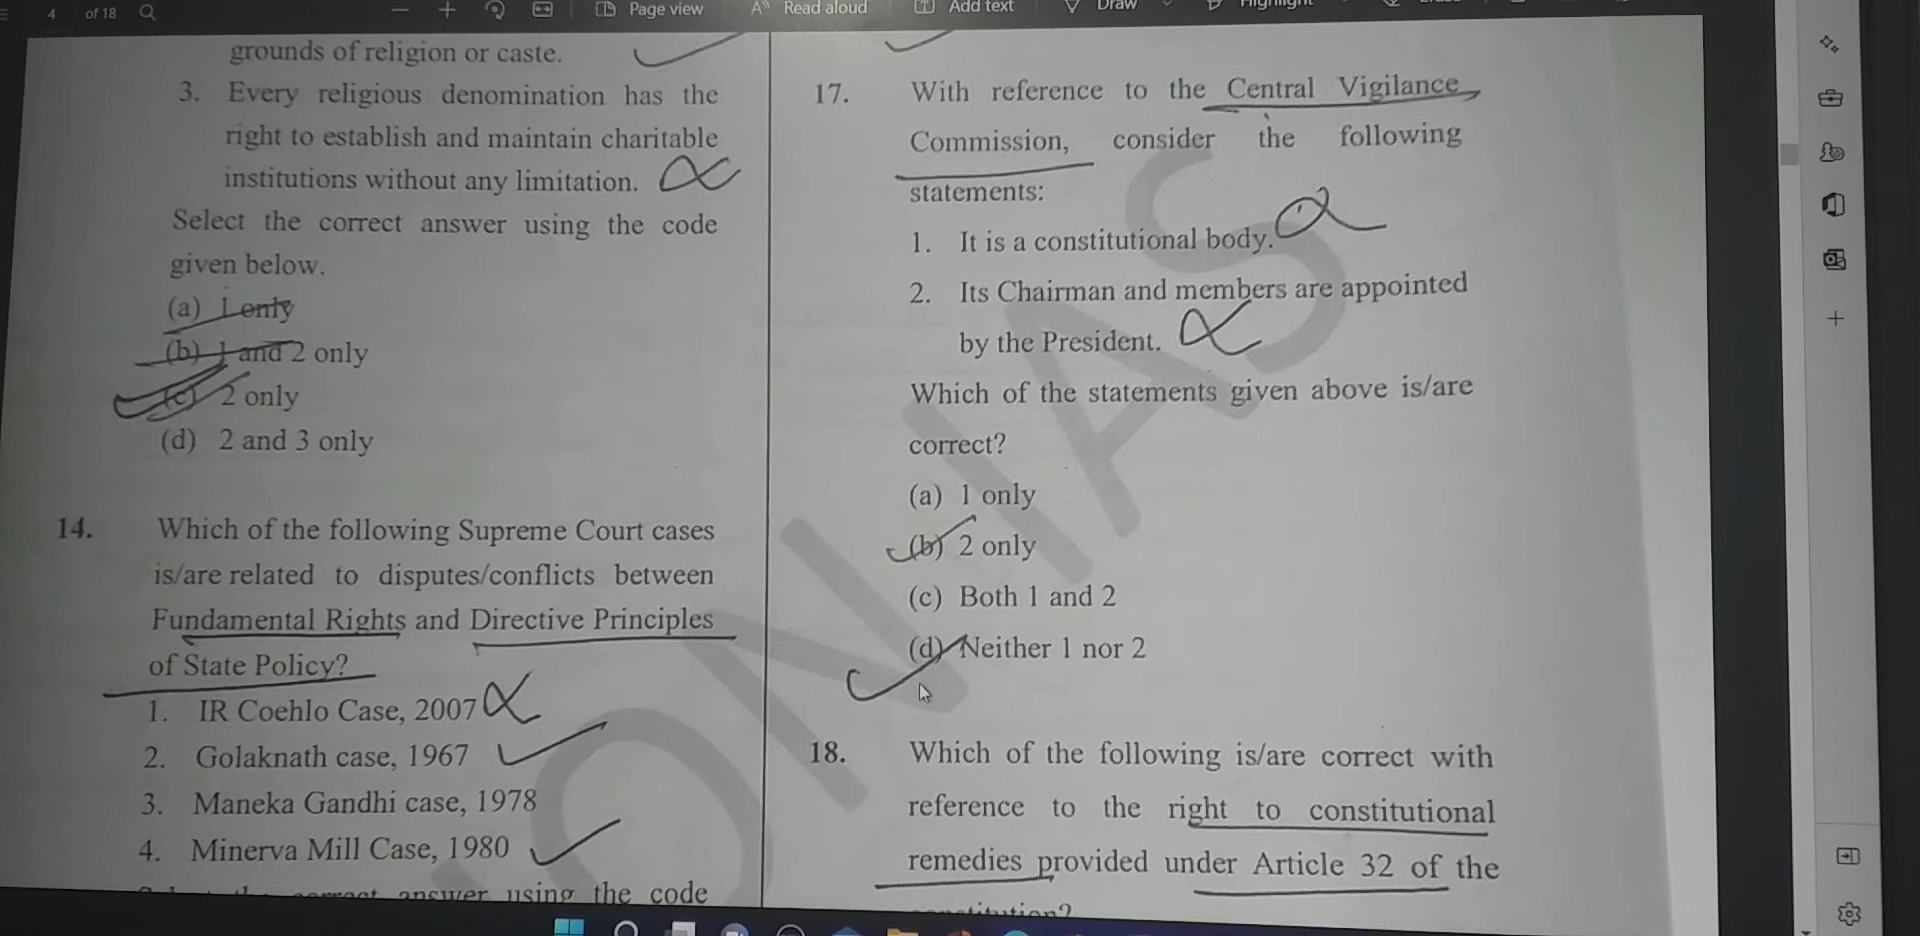 4 of 18
Page view
Read aloud
Add text
Draw
grounds of religion or caste.
3. Every religious denomination has the
right to establish and maintain charitable
institutions without any limitation.
Select the correct answer using the code
given below.
(a) 1 only
(b) 1 and 2 only
(c) 2 only
(d) 2 and 3 only
14. Which of the following Supreme Court cases
is/are related to disputes/conflicts between
Fundamental Rights and Directive Principles
of State Policy?
1. IR Coehlo Case, 2007
2. Golaknath case, 1967
3. Maneka Gandhi case, 1978
4. Minerva Mill Case, 1980
answer using the code
17. With reference to the Central Vigilance
Commission, consider the following
statements:
1. It is a constitutional body.
2. Its Chairman and members are appointed
by the President.
Which of the statements given above is/are
correct?
(a) 1 only
(b) 2 only
(c) Both 1 and 2
(d) Neither 1 nor 2
18. Which of the following is/are correct with
reference to the right to constitutional
remedies provided under Article 32 of the